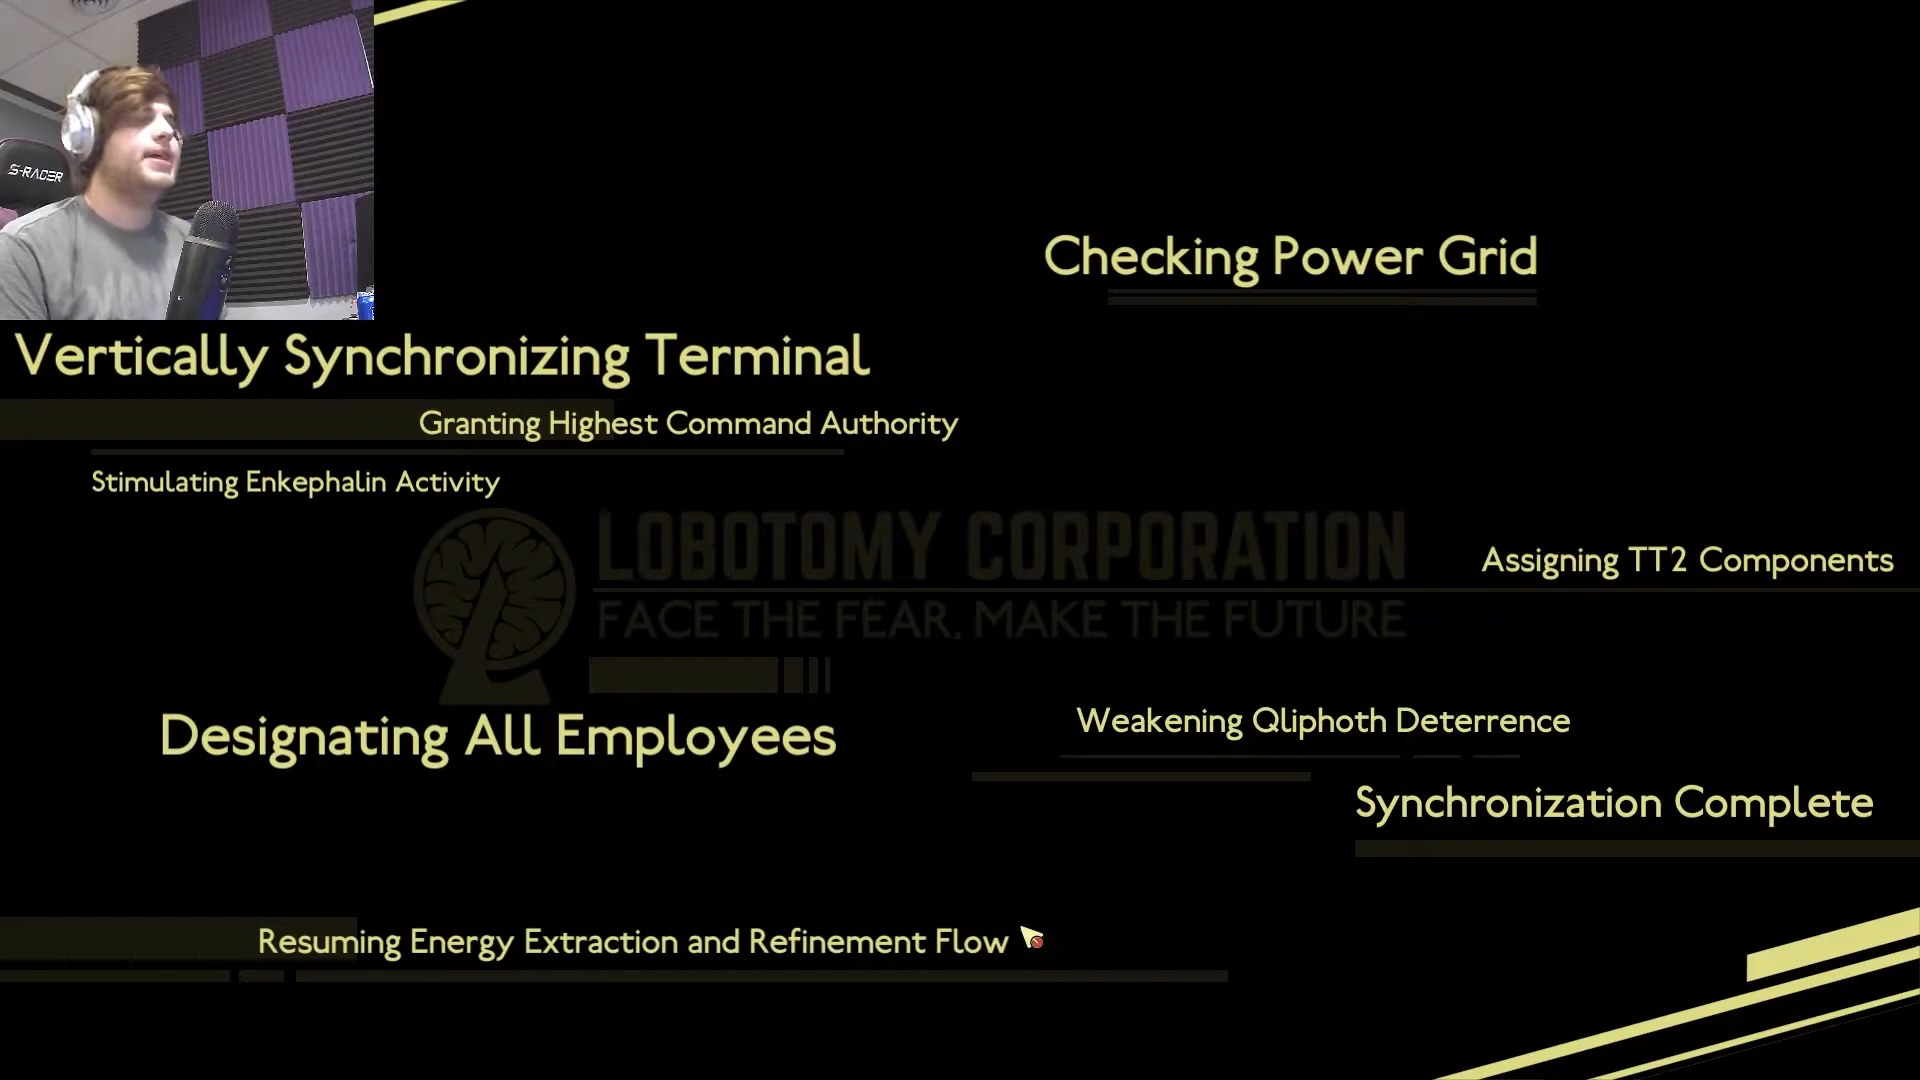 S-RACER
Checking Power Grid
Vertically Synchronizing Terminal
Granting Highest Command Authority
Stimulating Enkephalin Activity
LOBOTOMY CORPORATION
FACE THE FEAR, MAKE THE FUTURE
Assigning TT2 Components
Designating All Employees
Weakening Qliphoth Deterrence
Synchronization Complete
Resuming Energy Extraction and Refinement Flow